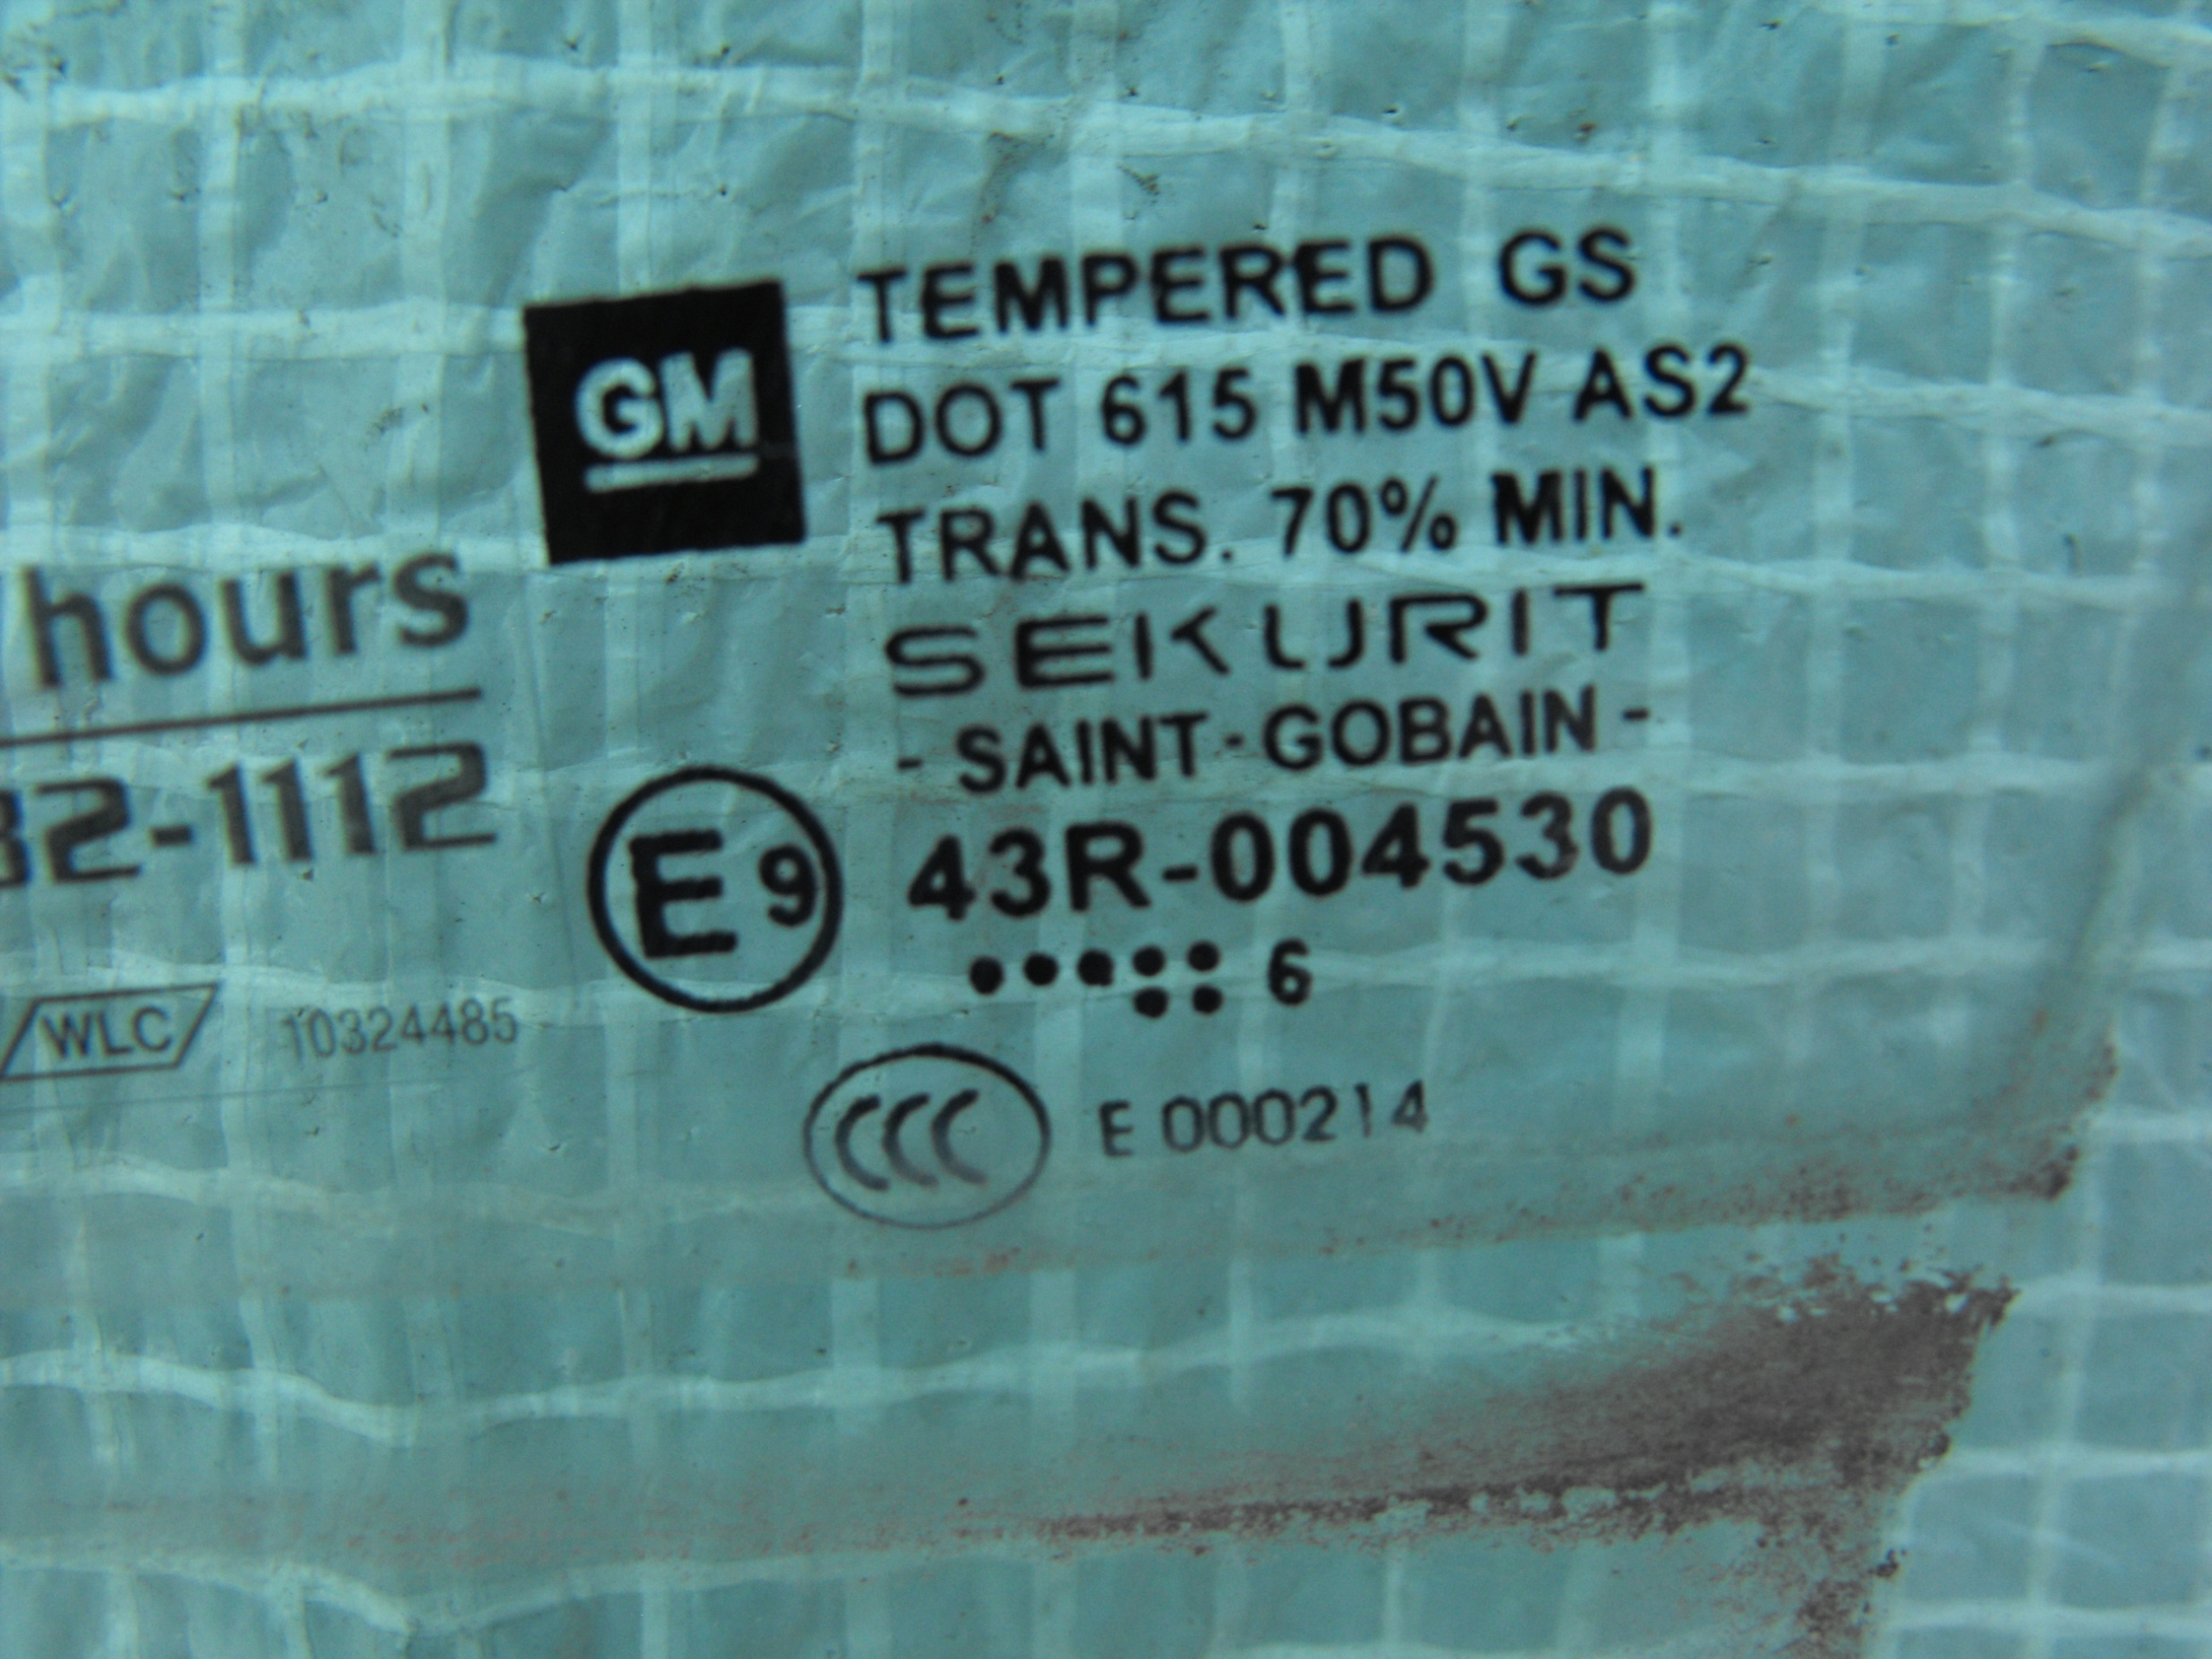 GM
TEMPERED GS
DOT 615 M50V AS2
TRANS. 70% MIN.
SEKURIT
- SAINT-GOBAIN -
E9 43R-004530
6
CCC E 000214
hours
32-1112
WLC 10324485